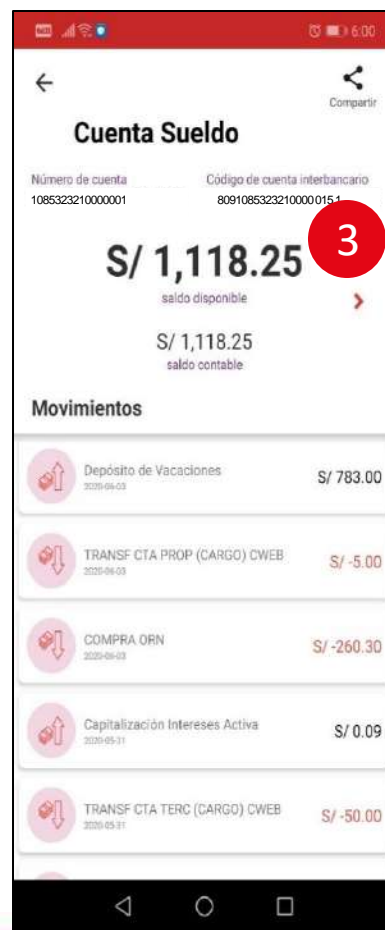 6:00
Compartir
Cuenta Sueldo
Número de cuenta Código de cuenta interbancario
1085323210000001 80910853232100000151
3
S/ 1,118.25
saldo disponible
S/ 1,118.25
saldo contable
Movimientos
Depósito de Vacaciones S/ 783.00
2020-06-03
TRANSF CTA PROP (CARGO) CWEB S/ -5.00
2020-06-03
COMPRA ORN S/ -260.30
2020-06-03
Capitalización Intereses Activa S/ 0.09
2020-05-31
TRANSF CTA TERC (CARGO) CWEB S/ -50.00
2020-05-31